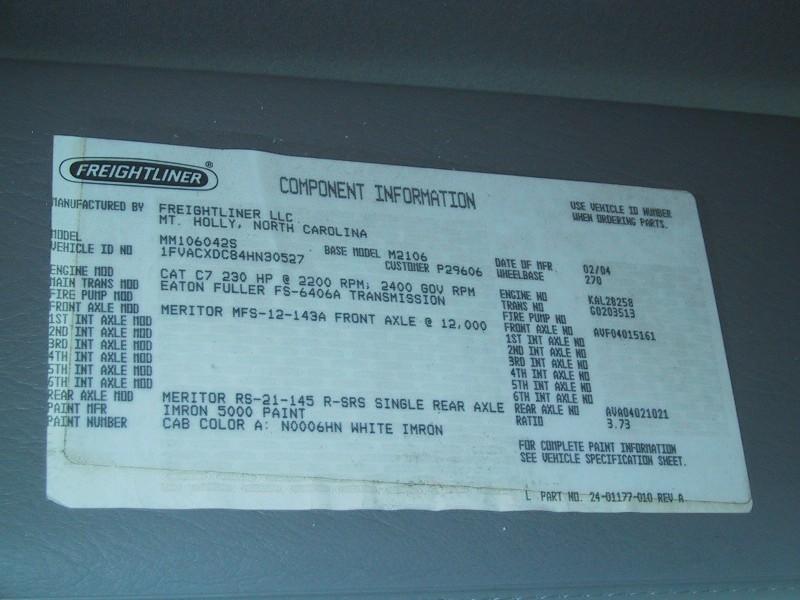 FREIGHTLINER®
COMPONENT INFORMATION
USE VEHICLE ID NUMBER
WHEN ORDERING PARTS.
MANUFACTURED BY FREIGHTLINER LLC
MT. HOLLY, NORTH CAROLINA
MODEL MM106042S
VEHICLE ID NO 1FVACXDC84HN30527 BASE MODEL M2106
CUSTOMER P29606
DATE OF MFR 02/04
WHEELBASE 270
ENGINE MOD CAT C7 230 HP @ 2200 RPM; 2400 GOV RPM ENGINE NO KAL28258
MAIN TRANS MOD EATON FULLER FS-6406A TRANSMISSION TRANS NO G0203513
FIRE PUMP MOD FIRE PUMP NO
FRONT AXLE MOD MERITOR MFS-12-143A FRONT AXLE @ 12,000 FRONT AXLE NO AVF04015161
1ST INT AXLE MOD 1ST INT AXLE NO
2ND INT AXLE MOD 2ND INT AXLE NO
3RD INT AXLE MOD 3RD INT AXLE NO
4TH INT AXLE MOD 4TH INT AXLE NO
5TH INT AXLE MOD 5TH INT AXLE NO
6TH INT AXLE MOD 6TH INT AXLE NO
REAR AXLE MOD MERITOR RS-21-145 R-SRS SINGLE REAR AXLE REAR AXLE NO AVA04021021
PAINT MFR IMRON 5000 PAINT RATIO 3.73
PAINT NUMBER CAB COLOR A: N0006HN WHITE IMRON
FOR COMPLETE PAINT INFORMATION
SEE VEHICLE SPECIFICATION SHEET.
L PART NO. 24-01177-010 REV A